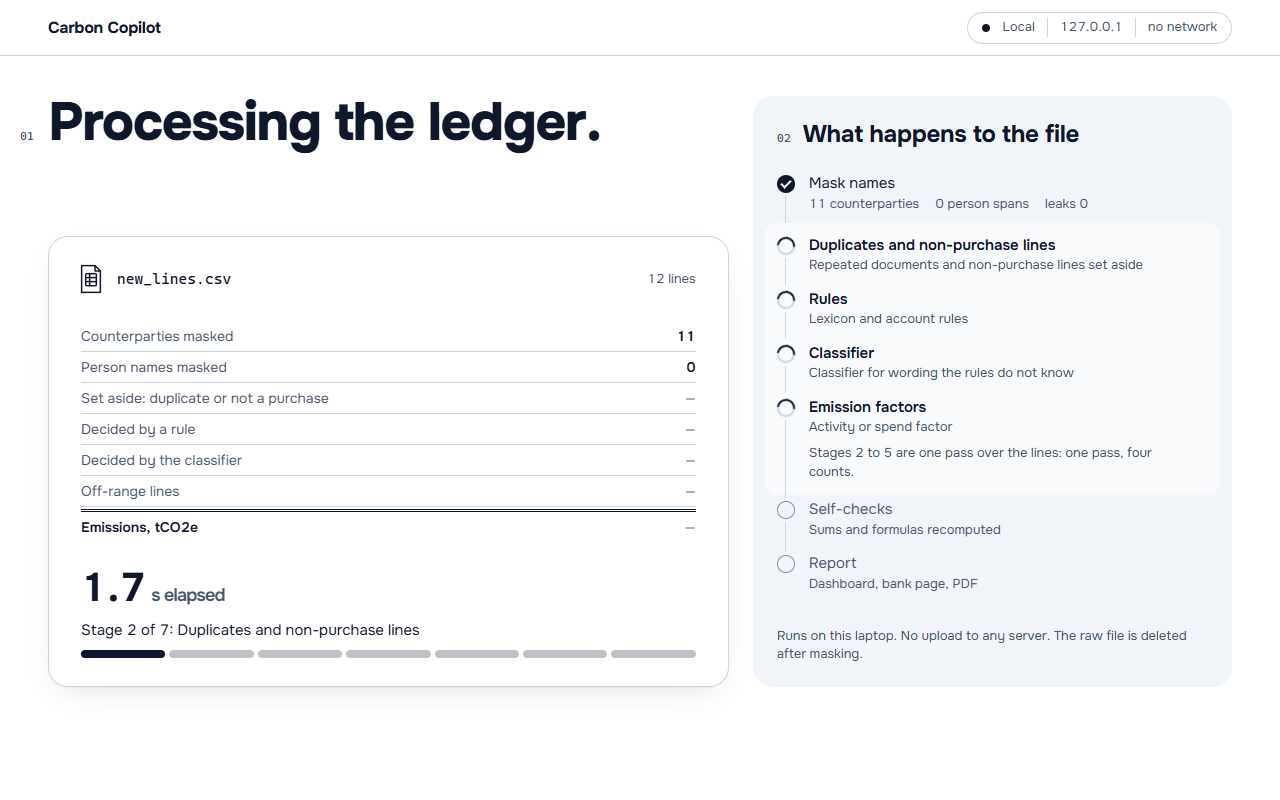 Carbon Copilot
Local 127.0.0.1 no network
01 Processing the ledger.
new_lines.csv 12 lines
Counterparties masked 11
Person names masked 0
Set aside: duplicate or not a purchase –
Decided by a rule –
Decided by the classifier –
Off-range lines –
Emissions, tCO2e –
1.7 s elapsed
Stage 2 of 7: Duplicates and non-purchase lines
02 What happens to the file
Mask names
11 counterparties 0 person spans leaks 0
Duplicates and non-purchase lines
Repeated documents and non-purchase lines set aside
Rules
Lexicon and account rules
Classifier
Classifier for wording the rules do not know
Emission factors
Activity or spend factor
Stages 2 to 5 are one pass over the lines: one pass, four
counts.
Self-checks
Sums and formulas recomputed
Report
Dashboard, bank page, PDF
Runs on this laptop. No upload to any server. The raw file is deleted
after masking.